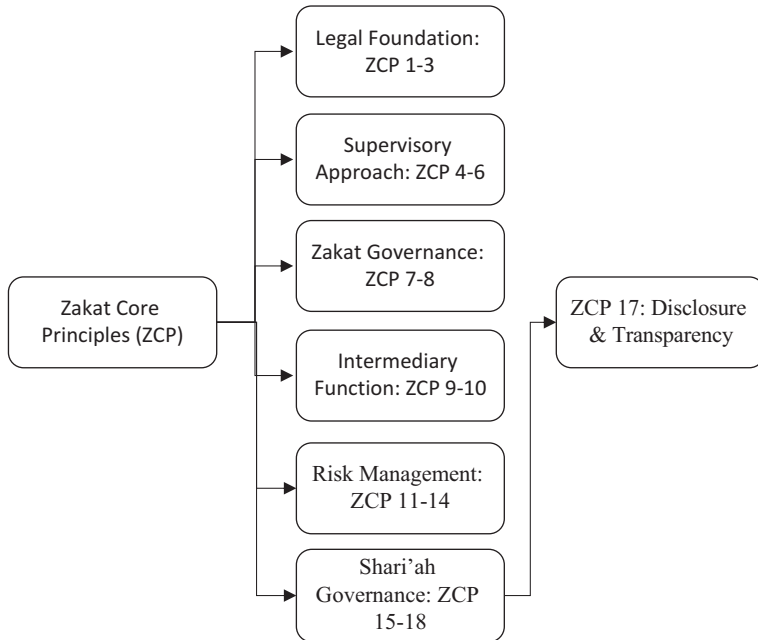 Legal Foundation:
ZCP 1-3
Supervisory
Approach: ZCP 4-6
Zakat Governance:
ZCP 7-8
Zakat Core
Principles (ZCP)
ZCP 17: Disclosure
& Transparency
Intermediary
Function: ZCP 9-10
Risk Management:
ZCP 11-14
Shari’ah
Governance: ZCP
15-18